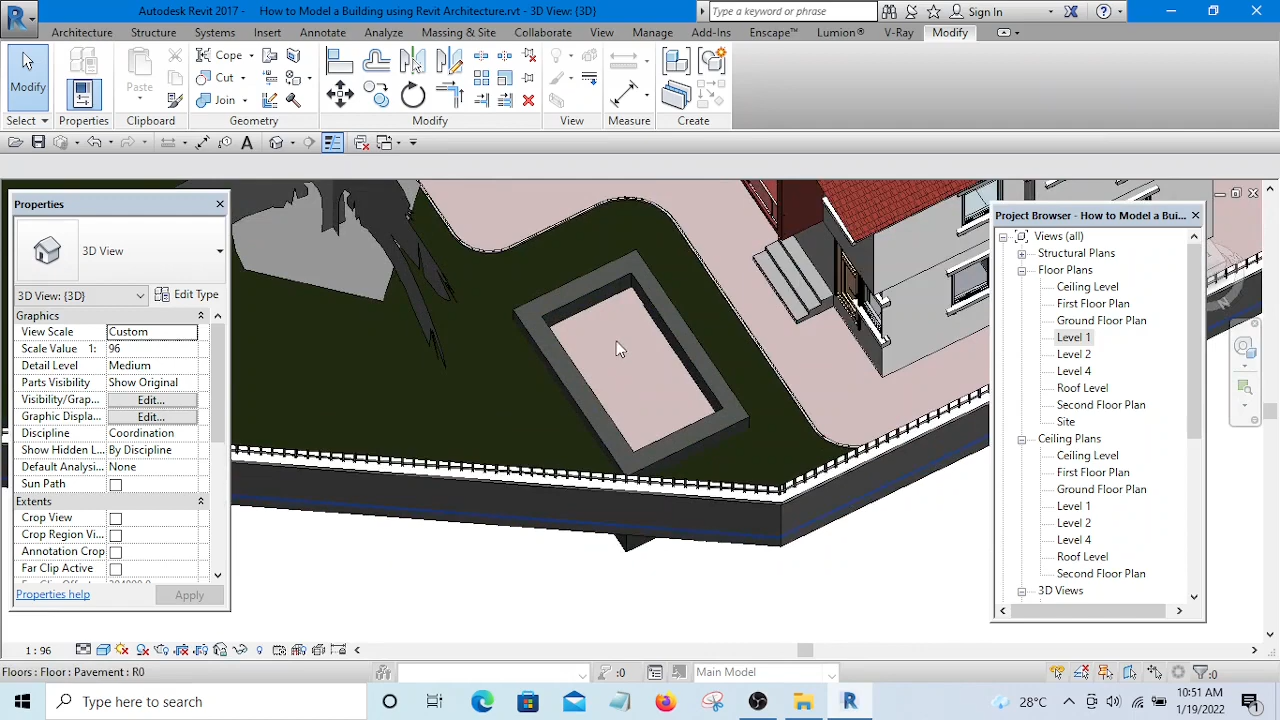 Autodesk Revit 2017 - How to Model a Building using Revit Architecture.rvt - 3D View: {3D}
Type a keyword or phrase
Sign In
Architecture Structure Systems Insert Annotate Analyze Massing & Site Collaborate View Manage Add-Ins Enscape™ Lumion® V-Ray Modify
Modify
Paste
Cope
Cut
Join
Select Properties Clipboard Geometry Modify View Measure Create
Properties
3D View
3D View: {3D}
Edit Type
Graphics
View Scale Custom
Scale Value 1: 96
Detail Level Medium
Parts Visibility Show Original
Visibility/Grap... Edit...
Graphic Displa... Edit...
Discipline Coordination
Show Hidden L... By Discipline
Default Analysi... None
Sun Path
Extents
Crop View
Crop Region Vi...
Annotation Crop
Far Clip Active
Properties help
Apply
Project Browser - How to Model a Bui...
Views (all)
Structural Plans
Floor Plans
Ceiling Level
First Floor Plan
Ground Floor Plan
Level 1
Level 2
Level 4
Roof Level
Second Floor Plan
Site
Ceiling Plans
Ceiling Level
First Floor Plan
Ground Floor Plan
Level 1
Level 2
Level 4
Roof Level
Second Floor Plan
3D Views
1 : 96
Floors : Floor : Pavement : R0
:0
Main Model
:0
Type here to search
28°C
10:51 AM
1/19/2022